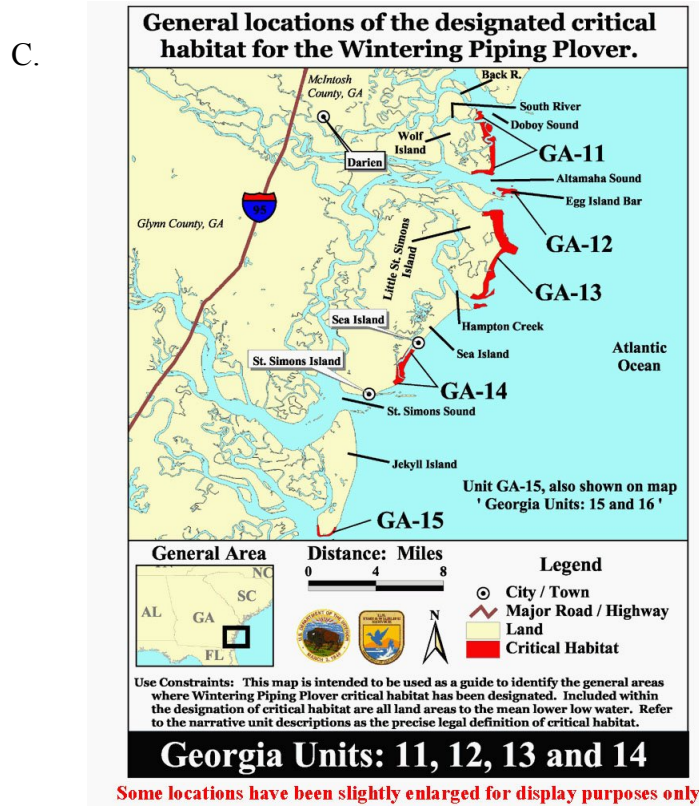 C.
General locations of the designated critical
habitat for the Wintering Piping Plover.
McIntosh
County, GA
Back R.
South River
Doboy Sound
Wolf
Island
GA-11
Darien
Altamaha Sound
Egg Island Bar
95
GA-12
Glynn County, GA
Little St. Simons
Island
GA-13
Hampton Creek
Sea Island
Sea Island
Atlantic
Ocean
St. Simons Island
GA-14
St. Simons Sound
Jekyll Island
Unit GA-15, also shown on map
' Georgia Units: 15 and 16 '
GA-15
General Area
NC
SC
AL
GA
FL
Distance: Miles
0 4 8
N
Legend
City / Town
Major Road / Highway
Land
Critical Habitat
Use Constraints: This map is intended to be used as a guide to identify the general areas
where Wintering Piping Plover critical habitat has been designated. Included within
the designation of critical habitat are all land areas to the mean lower low water. Refer
to the narrative unit descriptions as the precise legal definition of critical habitat.
Georgia Units: 11, 12, 13 and 14
Some locations have been slightly enlarged for display purposes only